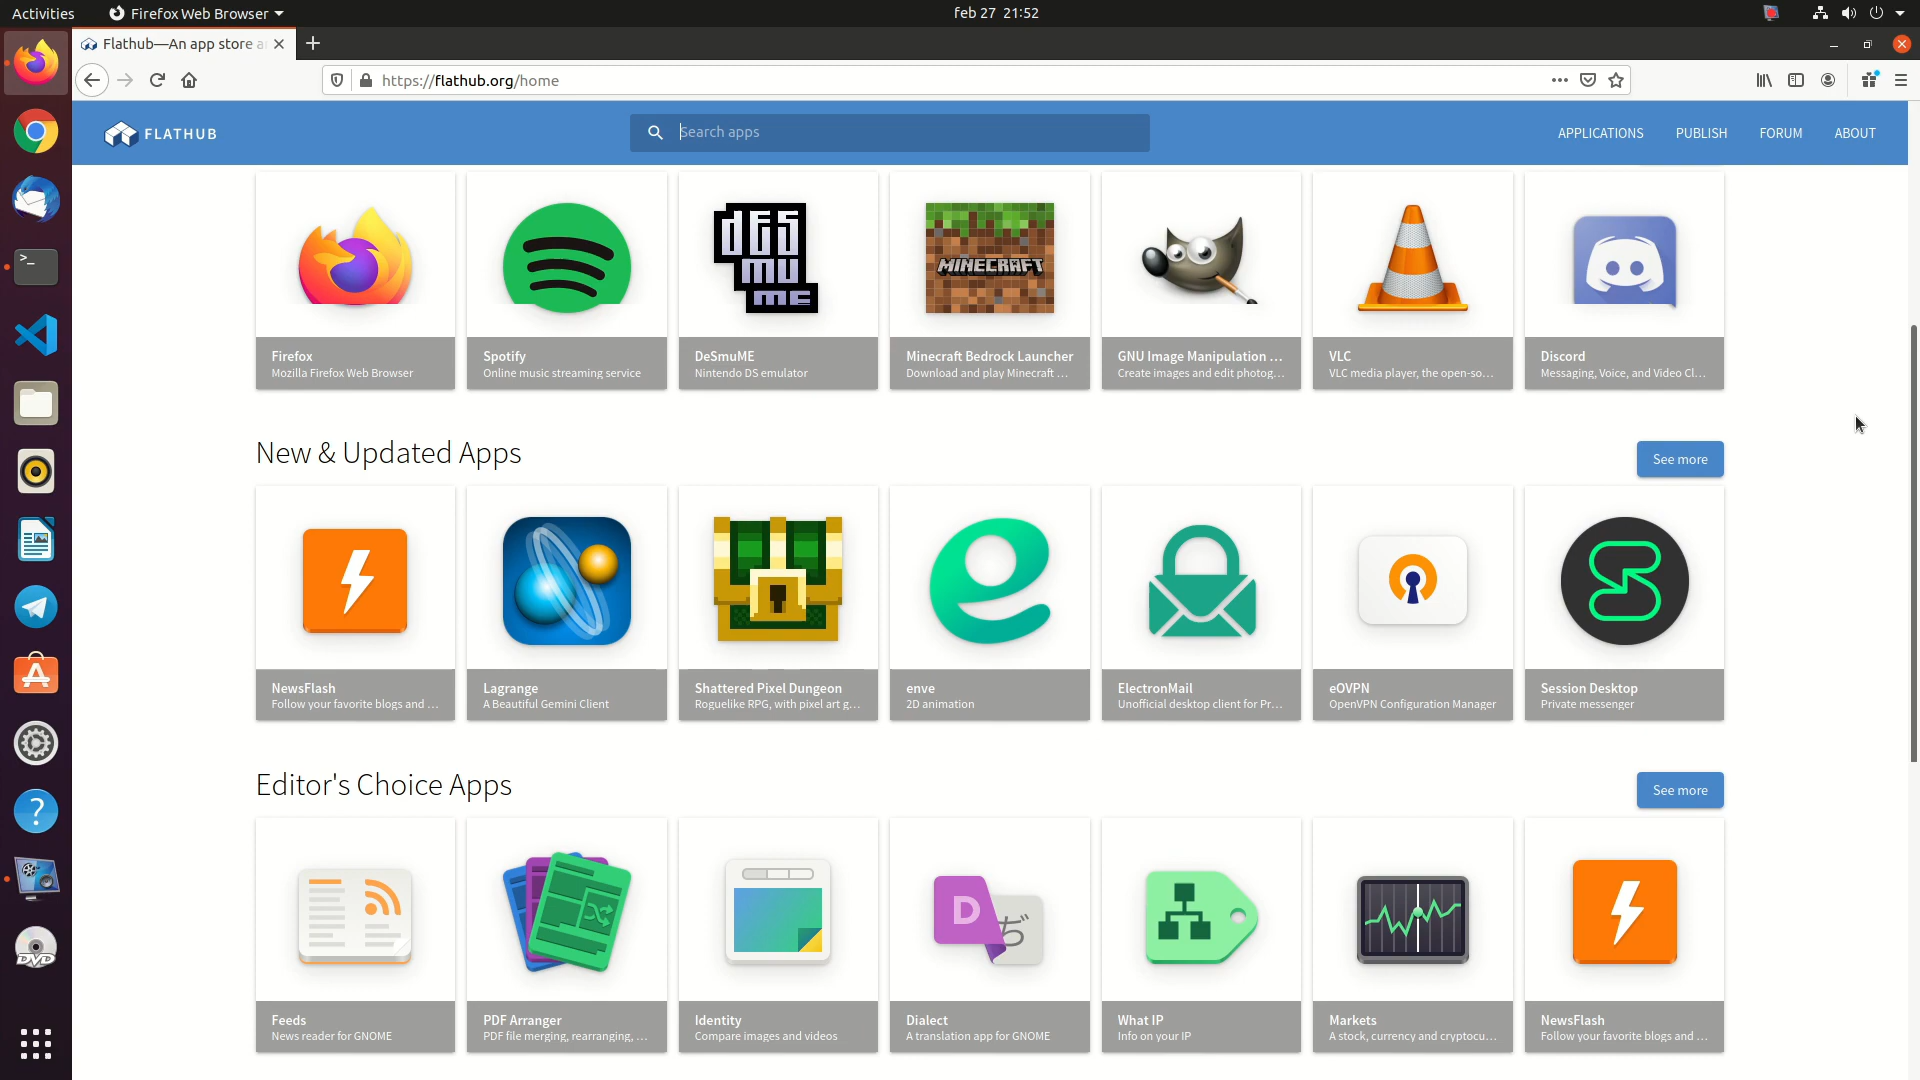 Activities
Firefox Web Browser
feb 27 21:52
Flathub—An app store a
https://flathub.org/home
FLATHUB
Search apps
APPLICATIONS
PUBLISH
FORUM
ABOUT
MINECRAFT
Firefox
Mozilla Firefox Web Browser
Spotify
Online music streaming service
DeSmuME
Nintendo DS emulator
Minecraft Bedrock Launcher
Download and play Minecraft ...
GNU Image Manipulation ...
Create images and edit photog...
VLC
VLC media player, the open-so...
Discord
Messaging, Voice, and Video Cl...
New & Updated Apps
See more
NewsFlash
Follow your favorite blogs and ...
Lagrange
A Beautiful Gemini Client
Shattered Pixel Dungeon
Roguelike RPG, with pixel art g...
enve
2D animation
ElectronMail
Unofficial desktop client for Pr...
eOVPN
OpenVPN Configuration Manager
Session Desktop
Private messenger
Editor's Choice Apps
See more
Feeds
News reader for GNOME
PDF Arranger
PDF file merging, rearranging, ...
Identity
Compare images and videos
Dialect
A translation app for GNOME
What IP
Info on your IP
Markets
A stock, currency and cryptocu...
NewsFlash
Follow your favorite blogs and ...